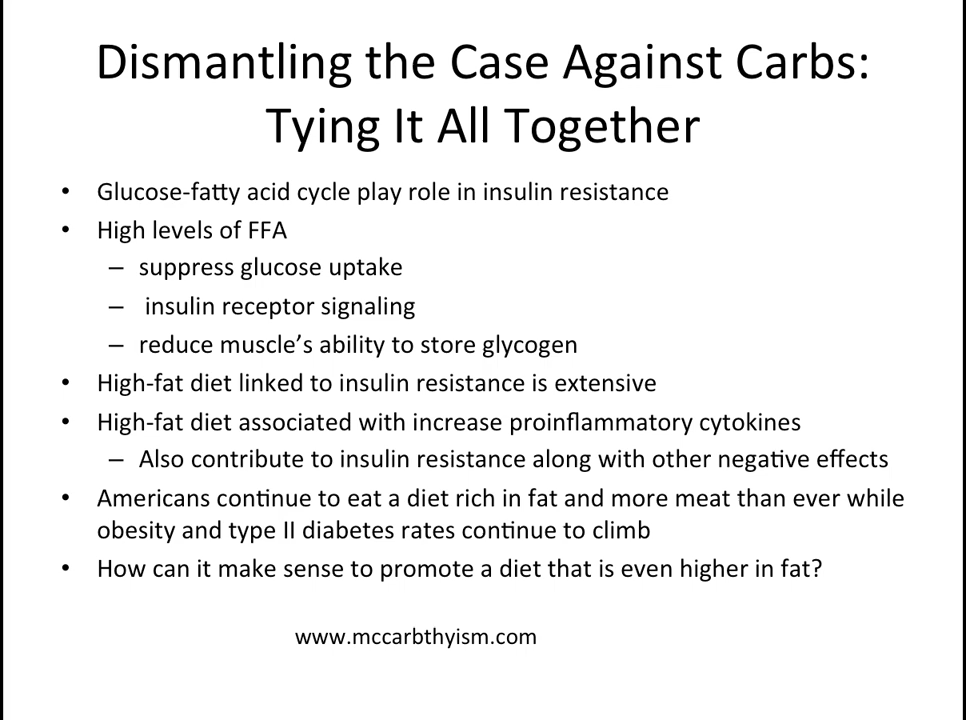 Dismantling the Case Against Carbs:
Tying It All Together
• Glucose-fatty acid cycle play role in insulin resistance
• High levels of FFA
– suppress glucose uptake
– insulin receptor signaling
– reduce muscle’s ability to store glycogen
• High-fat diet linked to insulin resistance is extensive
• High-fat diet associated with increase proinflammatory cytokines
– Also contribute to insulin resistance along with other negative effects
• Americans continue to eat a diet rich in fat and more meat than ever while
obesity and type II diabetes rates continue to climb
• How can it make sense to promote a diet that is even higher in fat?
www.mccarbthyism.com